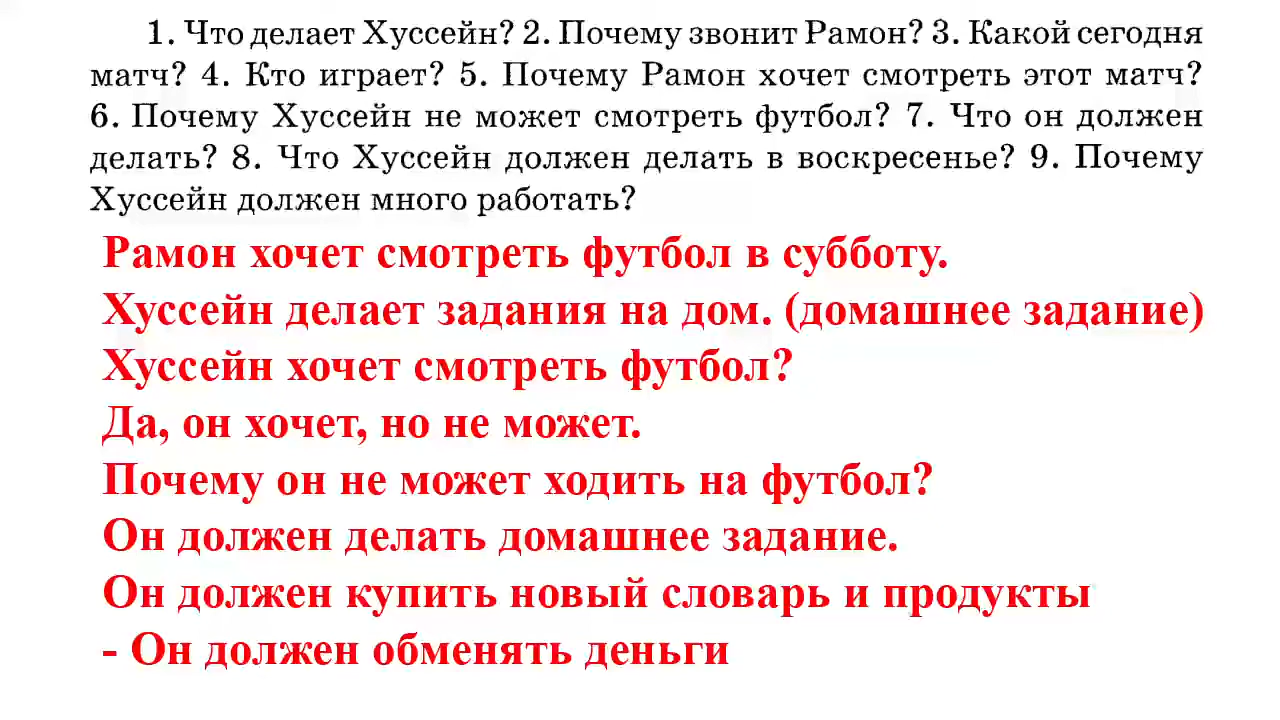 1. Что делает Хуссейн? 2. Почему звонит Рамон? 3. Какой сегодня
матч? 4. Кто играет? 5. Почему Рамон хочет смотреть этот матч?
6. Почему Хуссейн не может смотреть футбол? 7. Что он должен
делать? 8. Что Хуссейн должен делать в воскресенье? 9. Почему
Хуссейн должен много работать?
Рамон хочет смотреть футбол в субботу.
Хуссейн делает задания на дом. (домашнее задание)
Хуссейн хочет смотреть футбол?
Да, он хочет, но не может.
Почему он не может ходить на футбол?
Он должен делать домашнее задание.
Он должен купить новый словарь и продукты
- Он должен обменять деньги